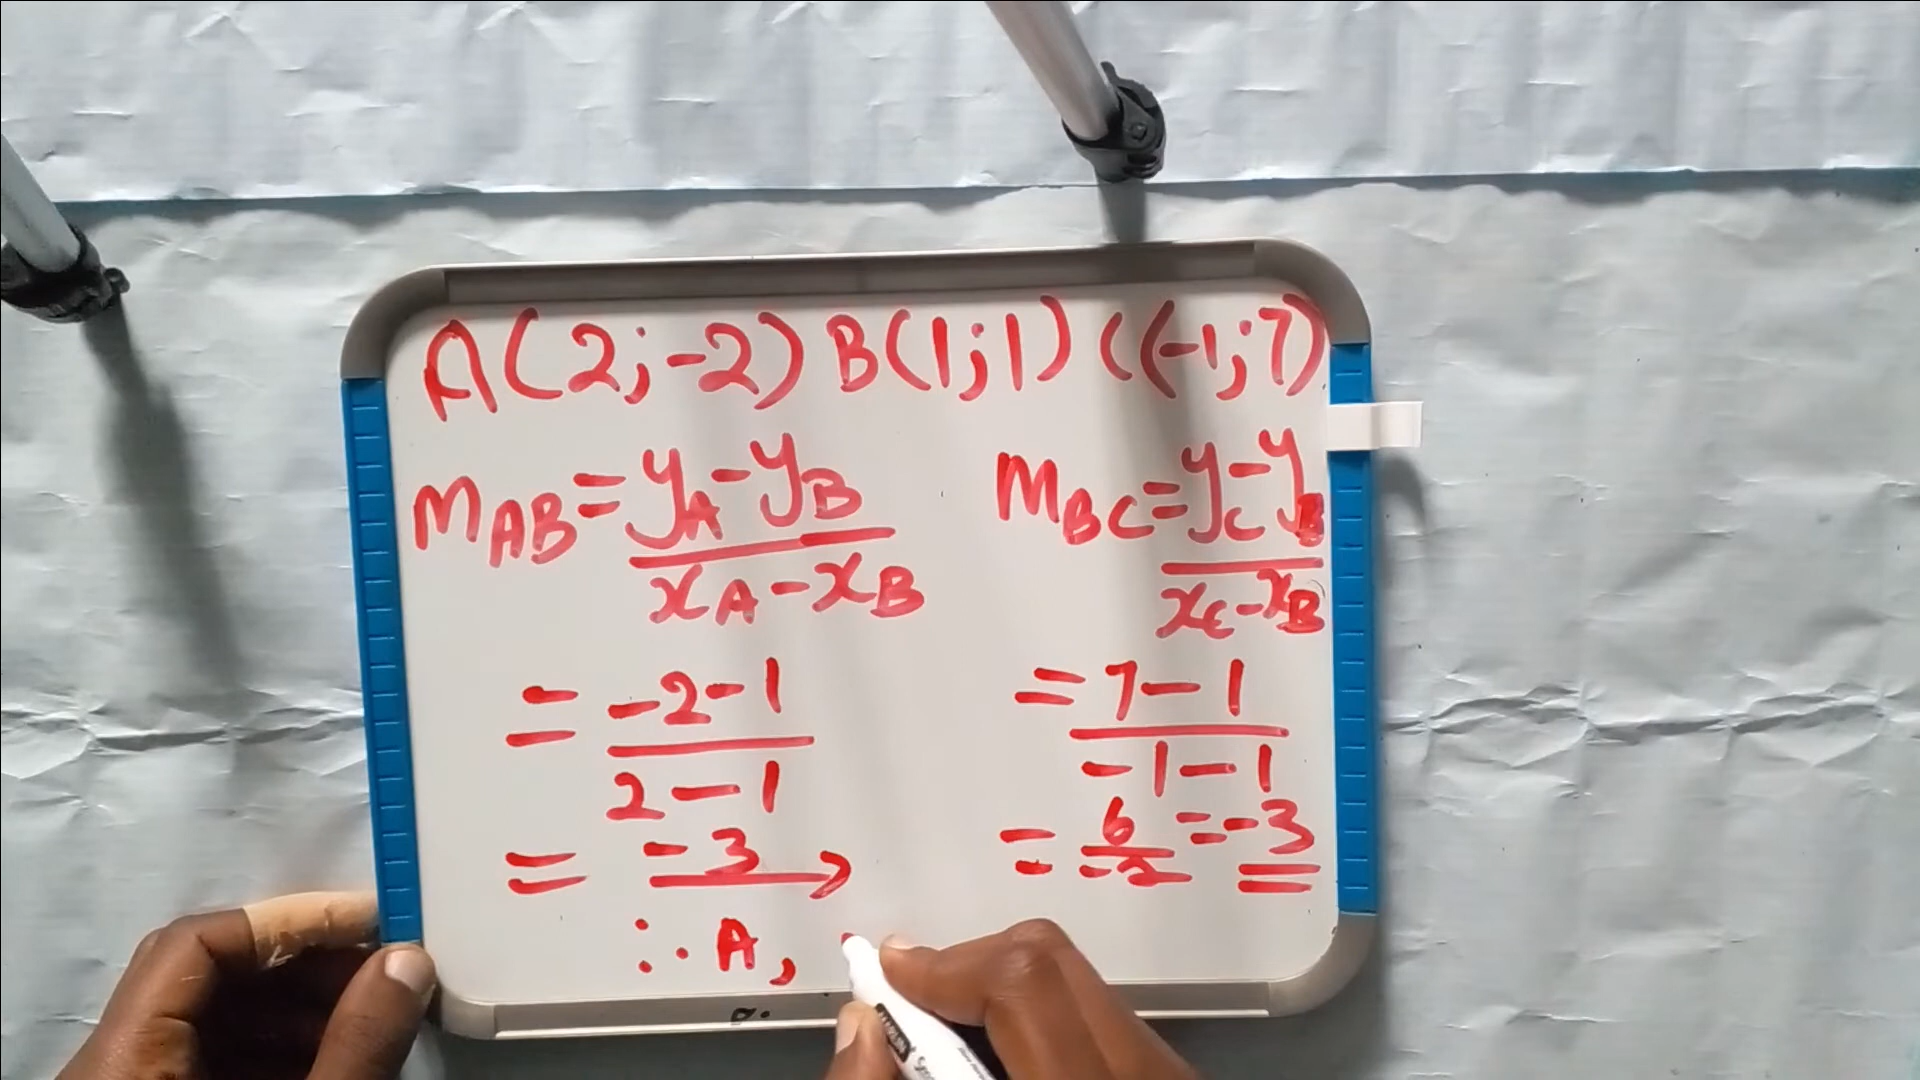 A(2;-2) B(1;1) C(-1;7)
mAB = yA - yB
xA - xB
= -2-1
2-1
= -3
mBC = yC - yB
xC - xB
= 7-1
-1-1
= 6/-2 = -3
∴ A,